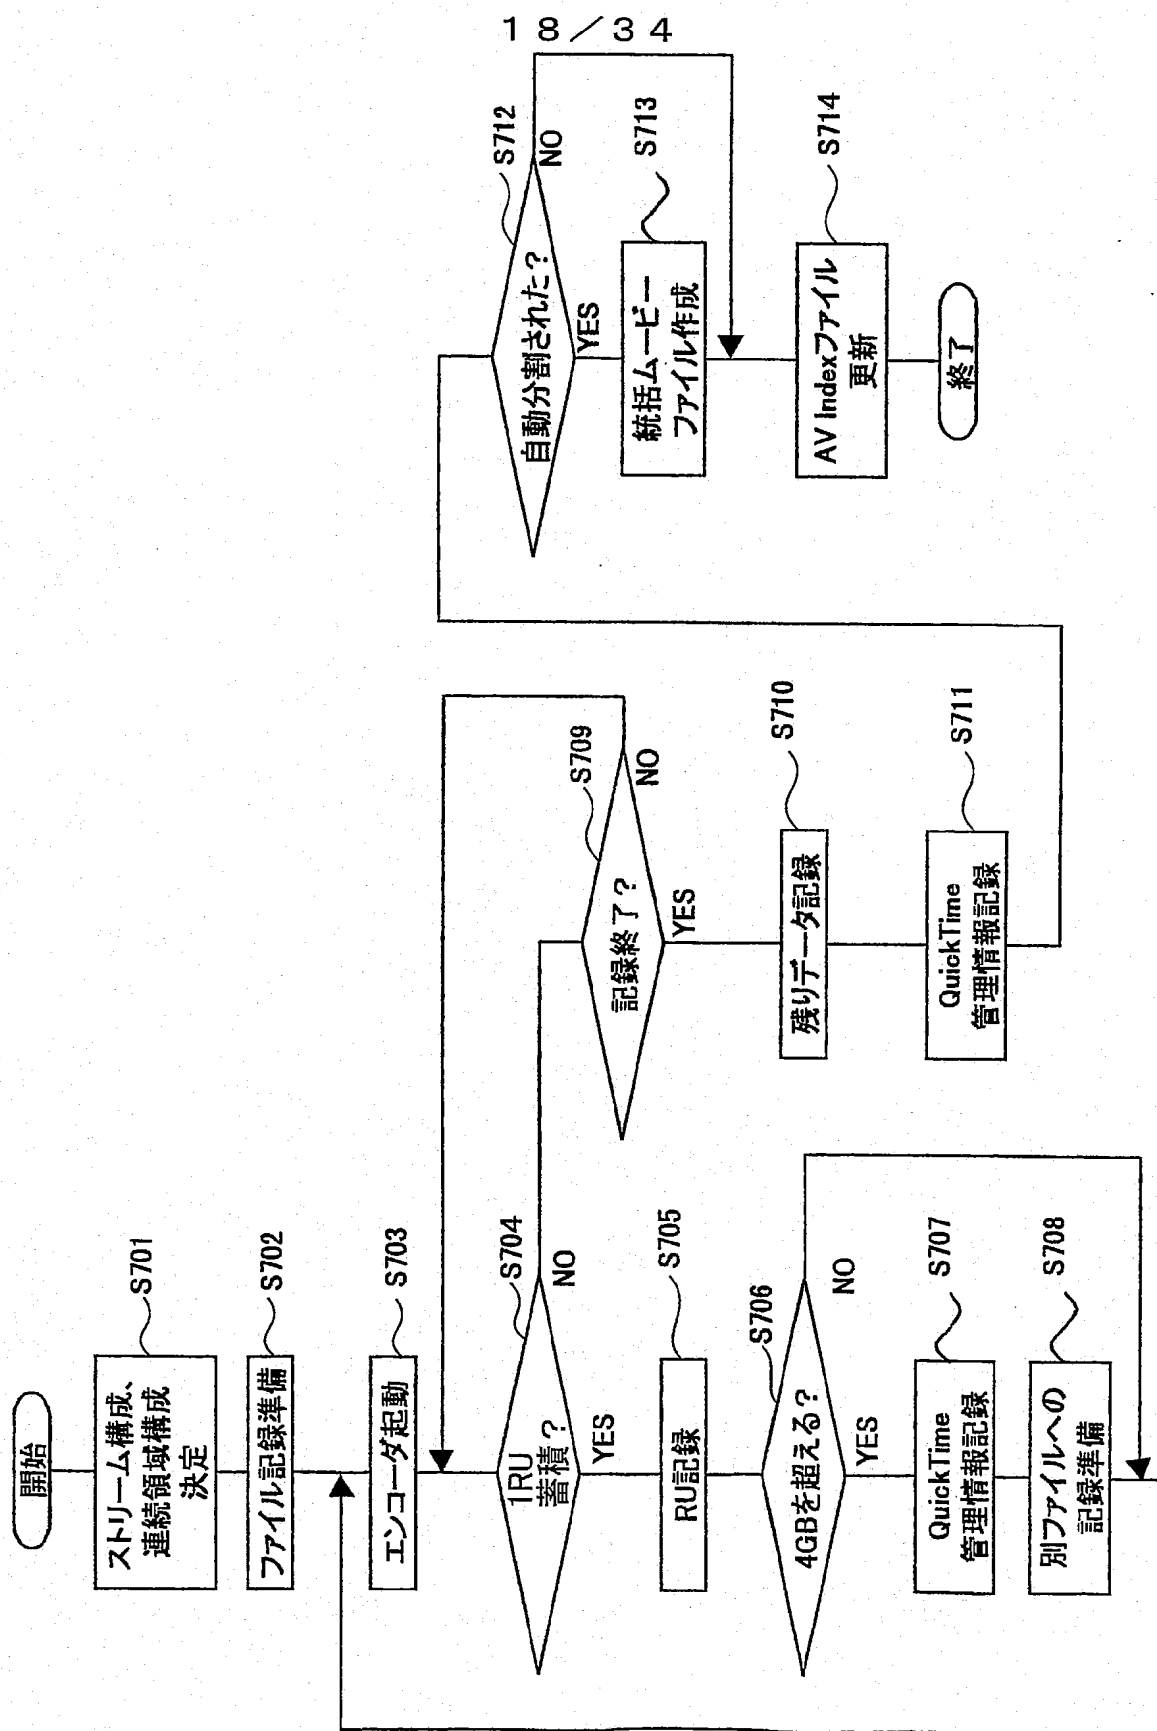 18/34
開始
ストリーム構成、
連続領域構成
決定
S701
ファイル記録準備
S702
エンコーダ起動
S703
1RU
蓄積?
S704
NO
YES
RU記録
S705
4GBを超える?
S706
NO
YES
QuickTime
管理情報記録
S707
別ファイルへの
記録準備
S708
記録終了?
S709
NO
YES
残りデータ記録
S710
QuickTime
管理情報記録
S711
自動分割された?
S712
NO
YES
統括ムービー
ファイル作成
S713
AV Indexファイル
更新
S714
終了